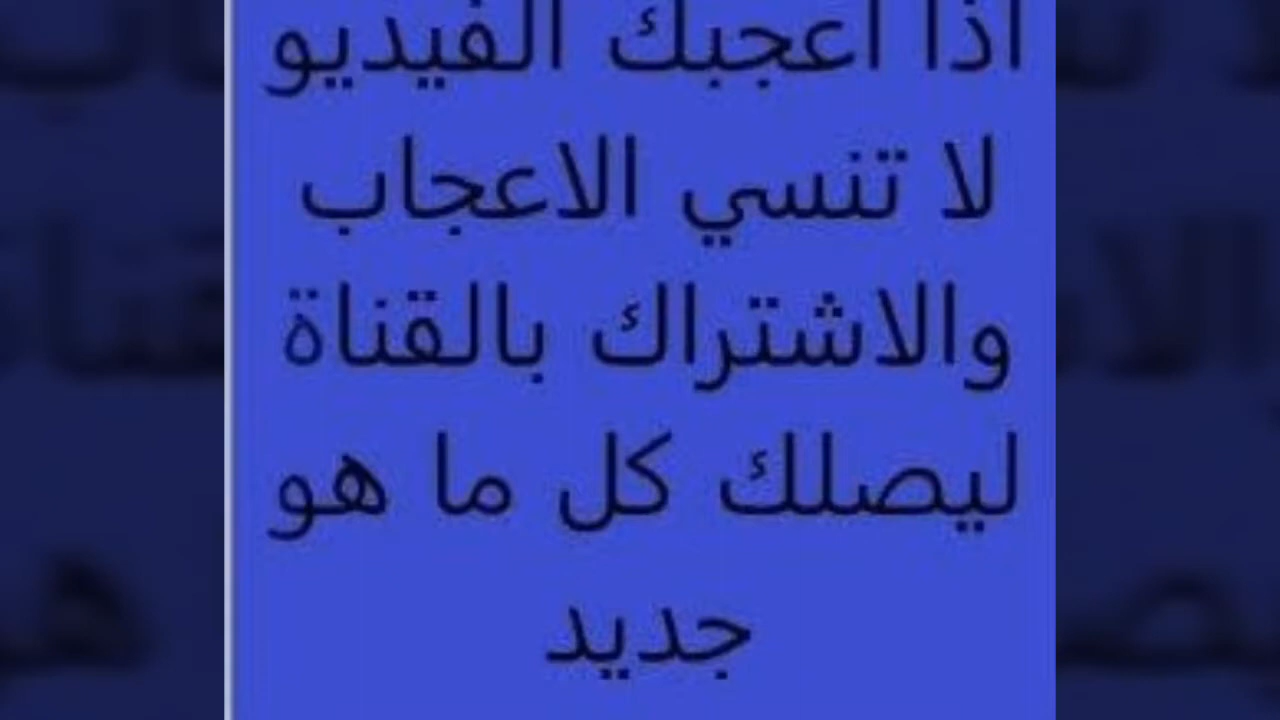 اذا اعجبك الفيديو
لا تنسي الاعجاب
والاشتراك بالقناة
ليصلك كل ما هو
جديد